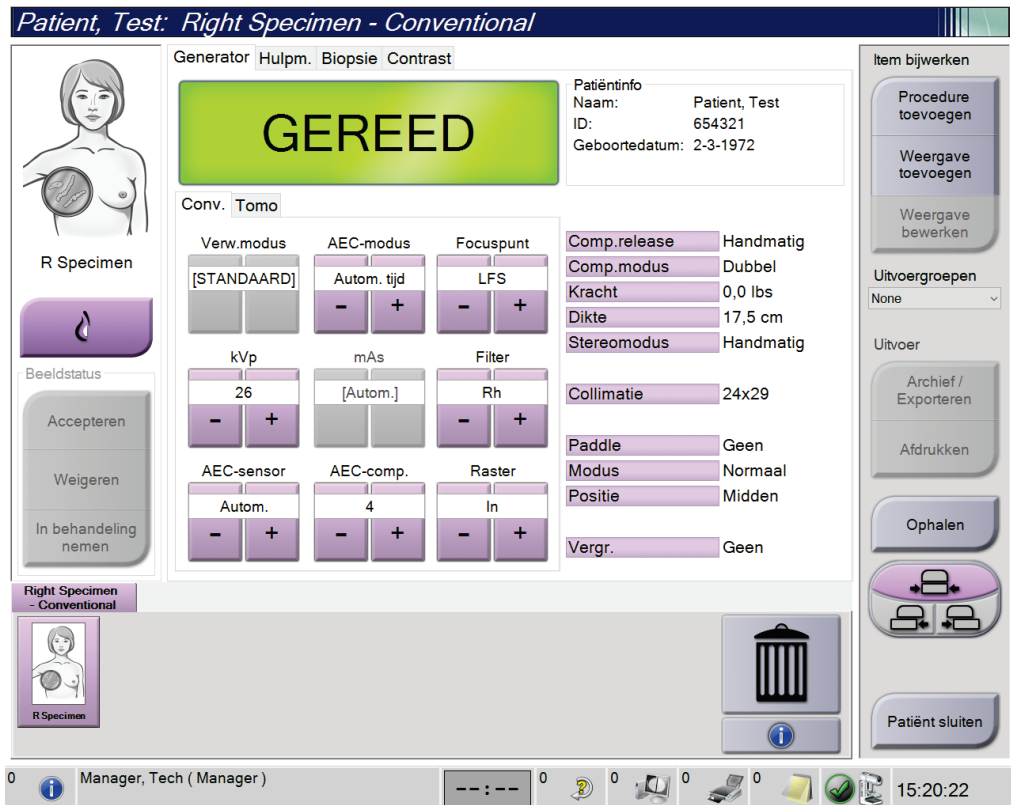 Patient, Test: Right Specimen - Conventional
R Specimen
Beeldstatus
Accepteren
Weigeren
In behandeling
nemen
Generator Hulpm. Biopsie Contrast
GEREED
Patiëntinfo
Naam: Patient, Test
ID: 654321
Geboortedatum: 2-3-1972
Conv. Tomo
Verw.modus AEC-modus Focuspunt
[STANDAARD] Autom. tijd LFS
- + - +
kVp mAs Filter
26 [Autom.] Rh
- + - +
AEC-sensor AEC-comp. Raster
Autom. 4 In
- + - + - +
Comp.release Handmatig
Comp.modus Dubbel
Kracht 0,0 lbs
Dikte 17,5 cm
Stereomodus Handmatig
Collimatie 24x29
Paddle Geen
Modus Normaal
Positie Midden
Vergr. Geen
Item bijwerken
Procedure
toevoegen
Weergave
toevoegen
Weergave
bewerken
Uitvoergroepen
None
Uitvoer
Archief /
Exporteren
Afdrukken
Ophalen
Patiënt sluiten
Right Specimen
- Conventional
R Specimen
0 Manager, Tech ( Manager ) --:-- 0 0 0 0 15:20:22